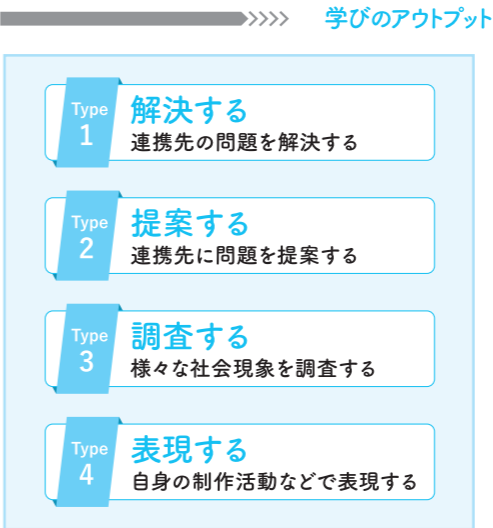 学びのアウトプット
Type
1
解決する
連携先の問題を解決する
Type
2
提案する
連携先に問題を提案する
Type
3
調査する
様々な社会現象を調査する
Type
4
表現する
自身の制作活動などで表現する